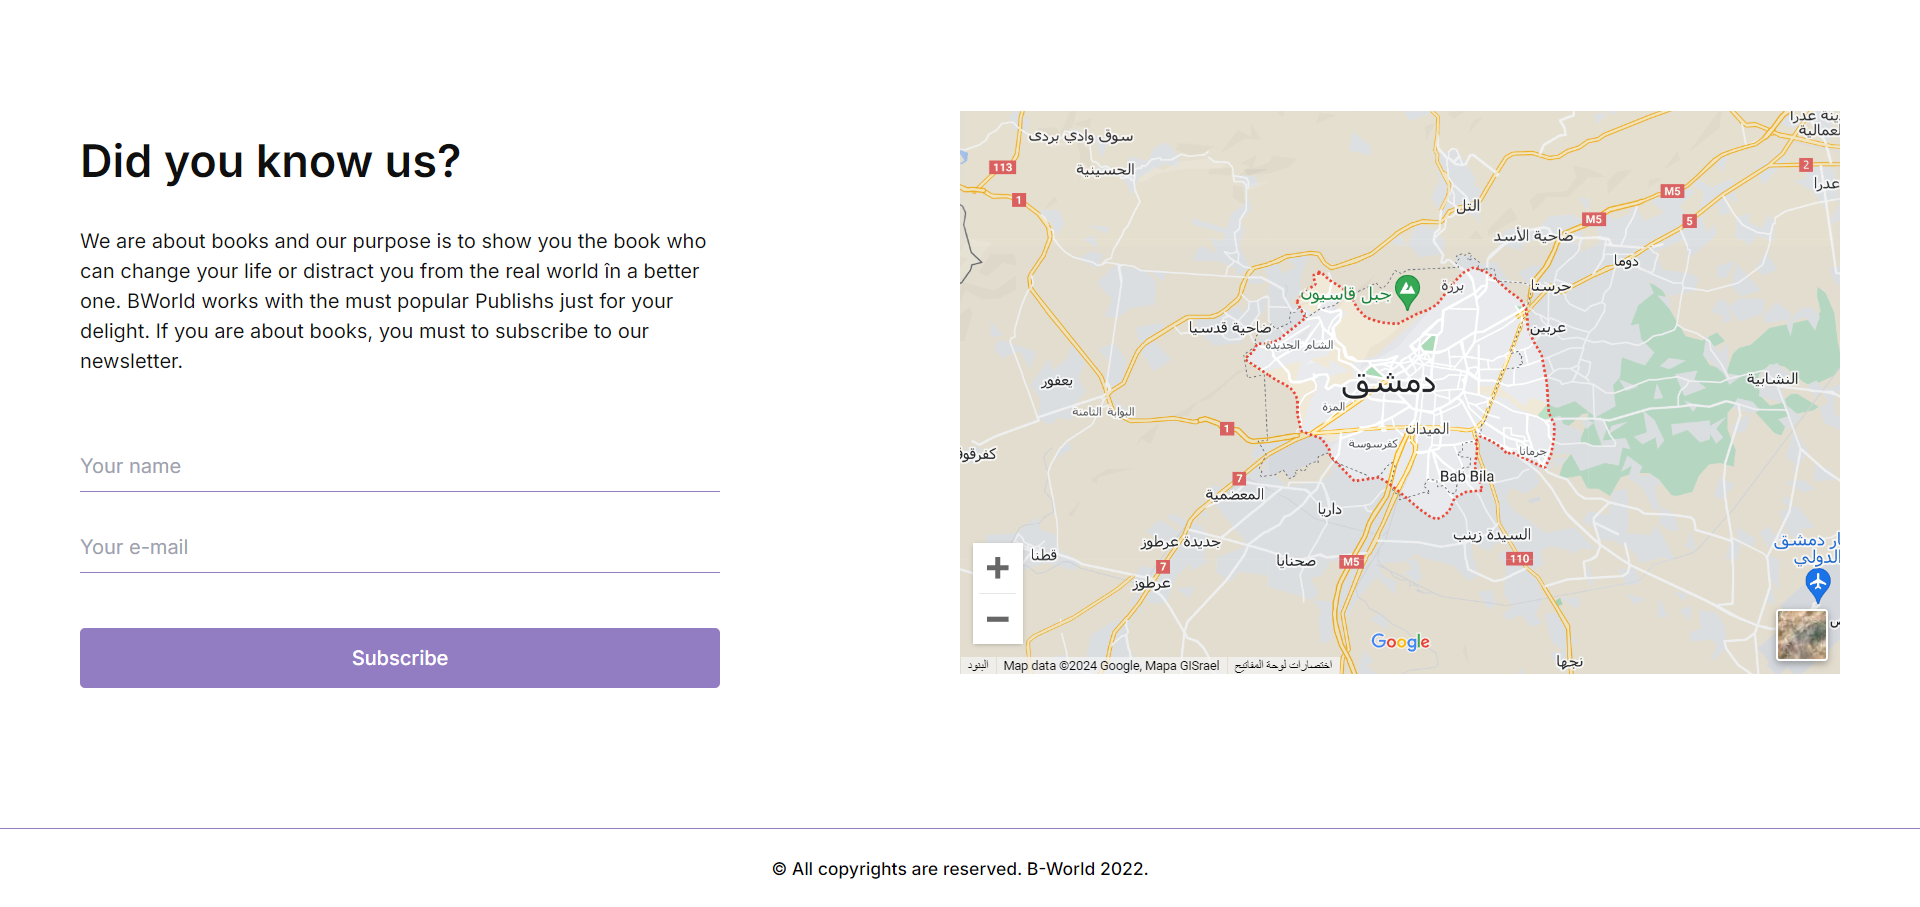 Did you know us?
We are about books and our purpose is to show you the book who
can change your life or distract you from the real world în a better
one. BWorld works with the must popular Publishs just for your
delight. If you are about books, you must to subscribe to our
newsletter.
Your name
Your e-mail
Subscribe
سوق وادي بردى
الحسينية
113
1
التل
M5
2
عدرا
العمالية
عدرا
M5
5
ضاحية الأسد
دوما
جبل قاسيون
برزة
حرستا
ضاحية قدسيا
عربين
الشام الجديدة
يعفور
دمشق
النشابية
البوابة الثامنة
المزة
1
الميدان
كفرسوسة
جرمانا
7
Bab Bila
المعضمية
داريا
السيدة زينب
جديدة عرطوز
قطنا
صحنايا
M5
110
دمشق
الدولي
7
عرطوز
Google
نجها
البنود
Map data ©2024 Google, Mapa GISrael
اختصارات لوحة المفاتيح
© All copyrights are reserved. B-World 2022.